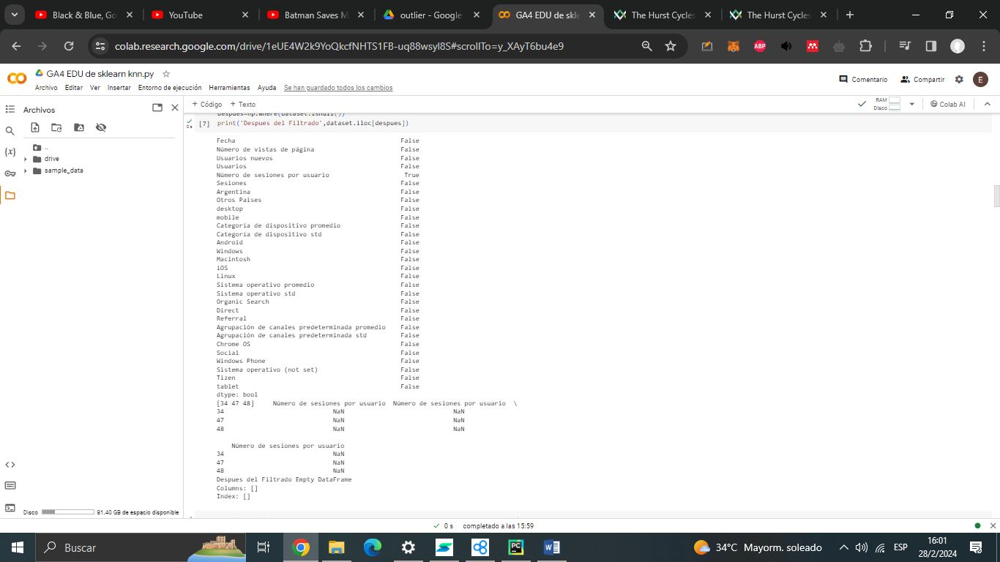 Black & Blue, Go
YouTube
Batman Saves M
outlier - Google
GA4 EDU de skle
The Hurst Cycles
The Hurst Cycles
colab.research.google.com/drive/1eUE4W2k9YoQkcfNHTS1FB-uq88wsyl8S#scrollTo=y_XAyT6bu4e9
ABP
CO
GA4 EDU de sklearn knn.py
Archivo Editar Ver Insertar Entorno de ejecución Herramientas Ayuda Se han guardado todos los cambios
Comentario
Compartir
E
Archivos
+ Código + Texto
RAM
Disco
Colab AI
{x}
..
drive
sample_data
despues=np.where(dataset.isnull())
[7] print('Despues del Filtrado',dataset.iloc[despues])
0 s
Fecha False
Número de vistas de página False
Usuarios nuevos False
Usuarios False
Número de sesiones por usuario True
Sesiones False
Argentina False
Otros Paises False
desktop False
mobile False
Categoría de dispositivo promedio False
Categoría de dispositivo std False
Android False
Windows False
Macintosh False
iOS False
Linux False
Sistema operativo promedio False
Sistema operativo std False
Organic Search False
Direct False
Referral False
Agrupación de canales predeterminada promedio False
Agrupación de canales predeterminada std False
Chrome OS False
Social False
Windows Phone False
Sistema operativo (not set) False
Tizen False
tablet False
dtype: bool
[34 47 48] Número de sesiones por usuario Número de sesiones por usuario \
34 NaN NaN
47 NaN NaN
48 NaN NaN
Número de sesiones por usuario
34 NaN
47 NaN
48 NaN
Despues del Filtrado Empty DataFrame
Columns: []
Index: []
Disco 81.40 GB de espacio disponible
0 s completado a las 15:59
Buscar
PC
W
34°C Mayorm. soleado
ESP
16:01
28/2/2024